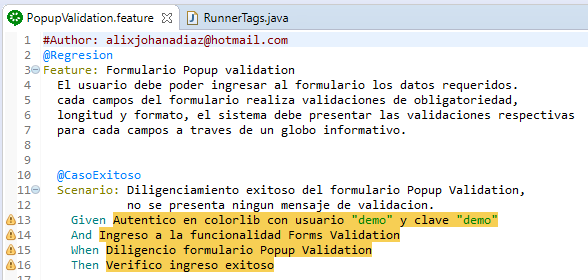 PopupValidation.feature RunnerTags.java
1 #Author: alixjohanadiaz@hotmail.com
2 @Regresion
3 Feature: Formulario Popup validation
4 El usuario debe poder ingresar al formulario los datos requeridos.
5 cada campos del formulario realiza validaciones de obligatoriedad,
6 longitud y formato, el sistema debe presentar las validaciones respectivas
7 para cada campos a traves de un globo informativo.
8
9
10 @CasoExitoso
11 Scenario: Diligenciamiento exitoso del formulario Popup Validation,
12 no se presenta ningun mensaje de validacion.
13 Given Autentico en colorlib con usuario "demo" y clave "demo"
14 And Ingreso a la funcionalidad Forms Validation
15 When Diligencio formulario Popup Validation
16 Then Verifico ingreso exitoso